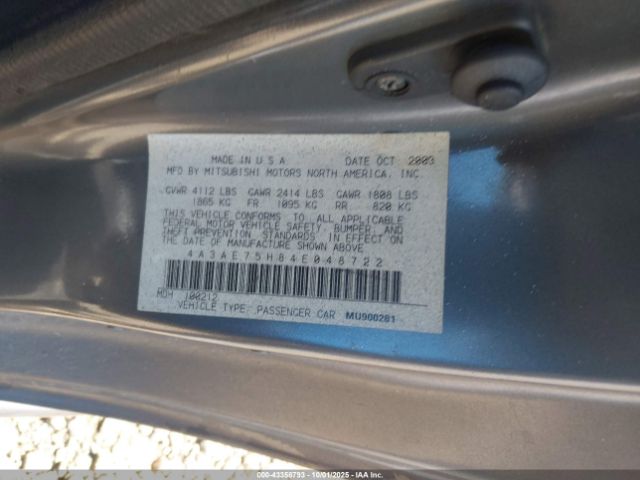 MADE IN U S A DATE OCT 2003
MFD BY MITSUBISHI MOTORS NORTH AMERICA, INC
GVWR 4112 LBS GAWR 2414 LBS GAWR 1808 LBS
1865 KG FR 1095 KG RR 820 KG
THIS VEHICLE CONFORMS TO ALL APPLICABLE
FEDERAL MOTOR VEHICLE SAFETY, BUMPER, AND
THEFT PREVENTION STANDARDS IN EFFECT ON
THE DATE OF MANUFACTURE SHOWN ABOVE
4A3AE75H84E048722
MDH 100212
VEHICLE TYPE PASSENGER CAR MU900281
000-43358793 - 10/01/2025 - IAA Inc.